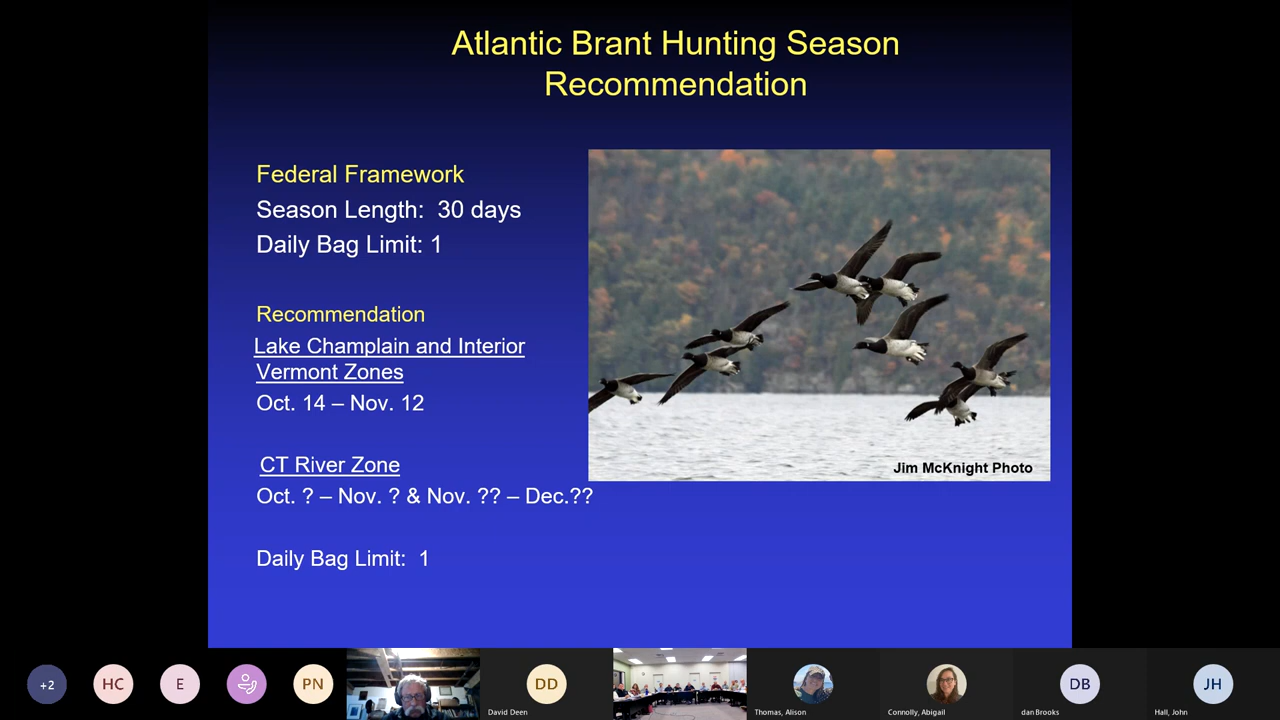 Atlantic Brant Hunting Season
Recommendation
Federal Framework
Season Length: 30 days
Daily Bag Limit: 1
Recommendation
Lake Champlain and Interior
Vermont Zones
Oct. 14 – Nov. 12
CT River Zone
Oct. ? – Nov. ? & Nov. ?? – Dec.??
Daily Bag Limit: 1
Jim McKnight Photo
+2
HC
E
PN
DD
David Deen
Thomas, Alison
Connolly, Abigail
DB
dan Brooks
JH
Hall, John